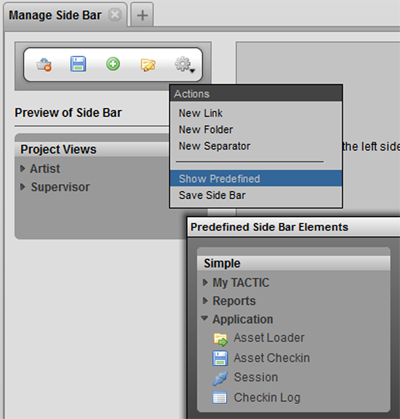 Manage Side Bar
Actions
New Link
New Folder
New Separator
Show Predefined
Save Side Bar
Preview of Side Bar
the left side
Project Views
Artist
Supervisor
Predefined Side Bar Elements
Simple
My TACTIC
Reports
Application
Asset Loader
Asset Checkin
Session
Checkin Log